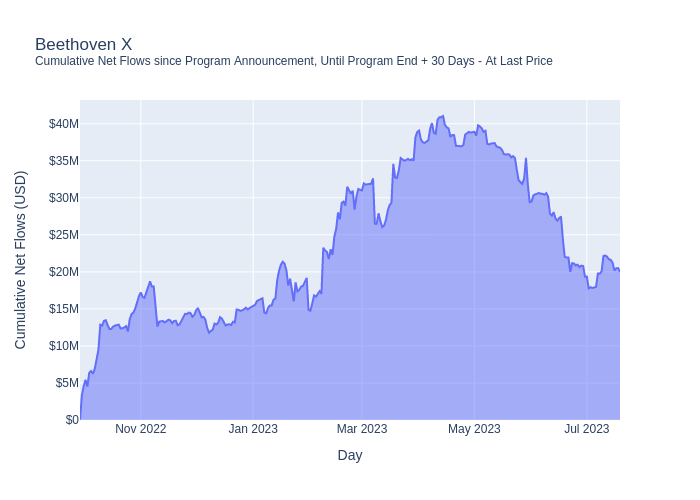 Beethoven X
Cumulative Net Flows since Program Announcement, Until Program End + 30 Days - At Last Price
Cumulative Net Flows (USD)
$40M
$35M
$30M
$25M
$20M
$15M
$10M
$5M
$0
Nov 2022
Jan 2023
Mar 2023
May 2023
Jul 2023
Day